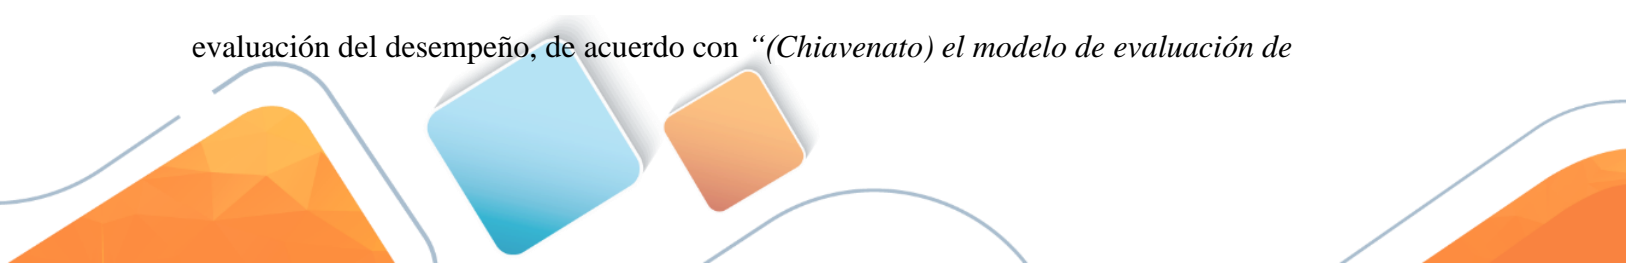 evaluación del desempeño, de acuerdo con “(Chiavenato) el modelo de evaluación de